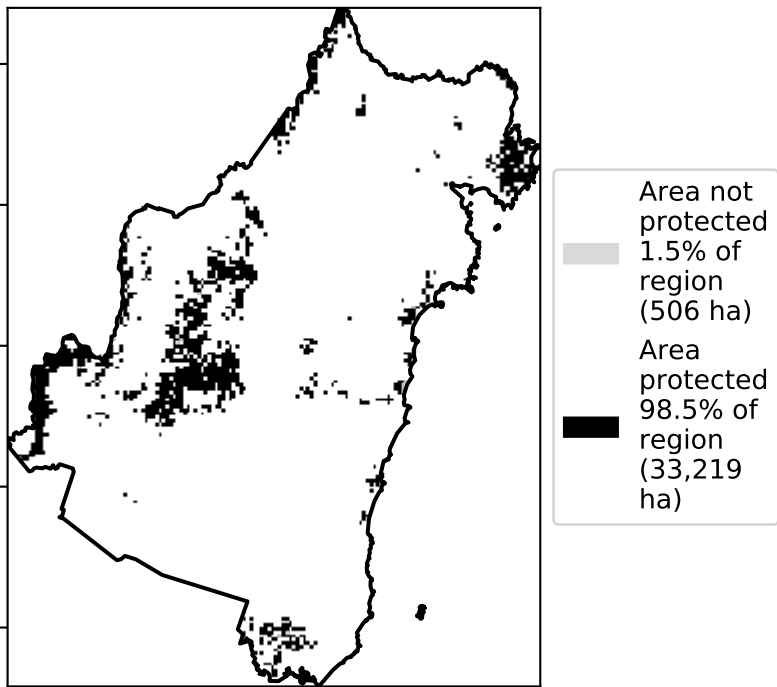 Area not
protected
1.5% of
region
(506 ha)
Area
protected
98.5% of
region
(33,219
ha)